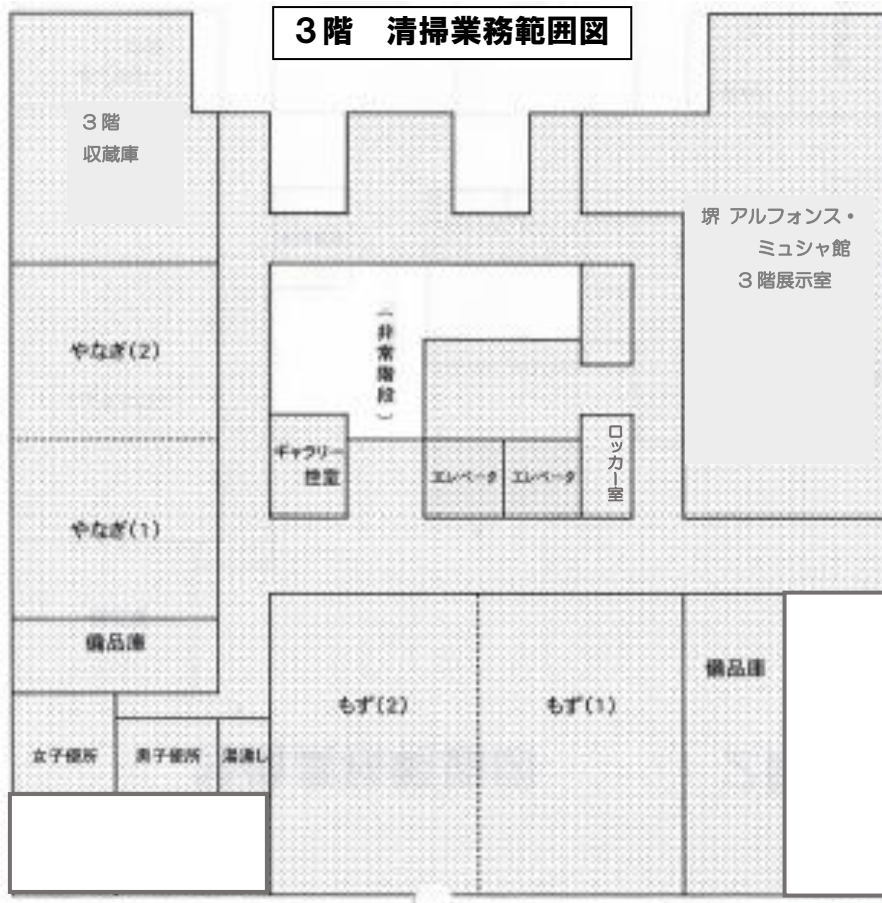 3階　清掃業務範囲図
3階
収蔵庫
堺 アルフォンス・
ミュシャ館
3階展示室
やなぎ(2)
(非常階段)
ギャラリー
控室
エレベータ
エレベータ
ロッカー室
やなぎ(1)
備品庫
備品庫
もず(2)
もず(1)
女子便所
男子便所
湯沸し